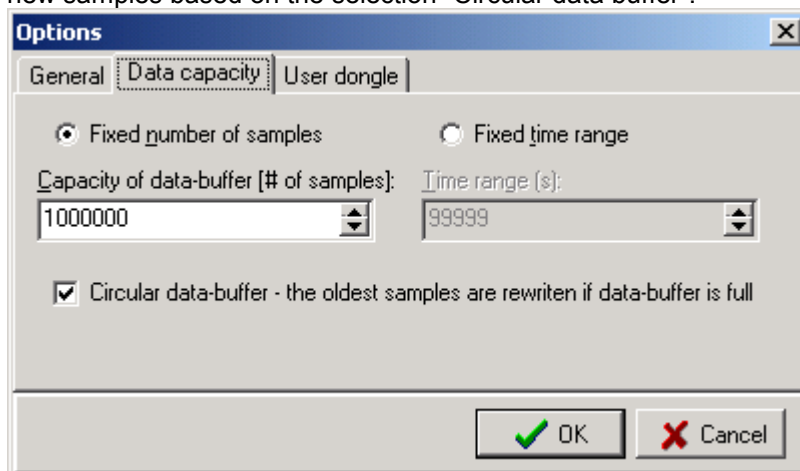 new samples based on the selection "Circular data buffer".
Options
General Data capacity User dongle
Fixed number of samples Fixed time range
Capacity of data-buffer [# of samples]: Time range (s):
1000000 99999
Circular data-buffer - the oldest samples are rewriten if data-buffer is full
OK Cancel